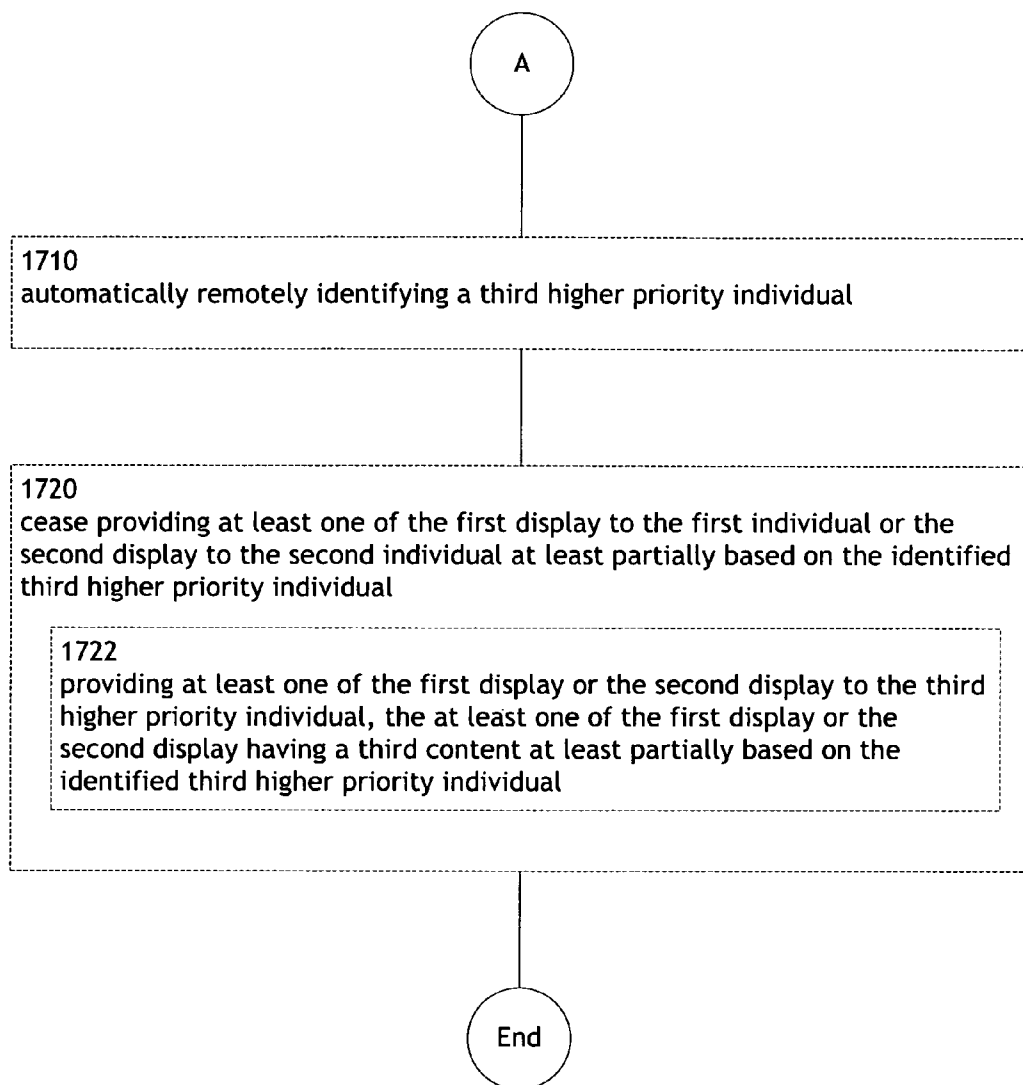 A
1710
automatically remotely identifying a third higher priority individual
1720
cease providing at least one of the first display to the first individual or the
second display to the second individual at least partially based on the identified
third higher priority individual
1722
providing at least one of the first display or the second display to the third
higher priority individual, the at least one of the first display or the
second display having a third content at least partially based on the
identified third higher priority individual
End